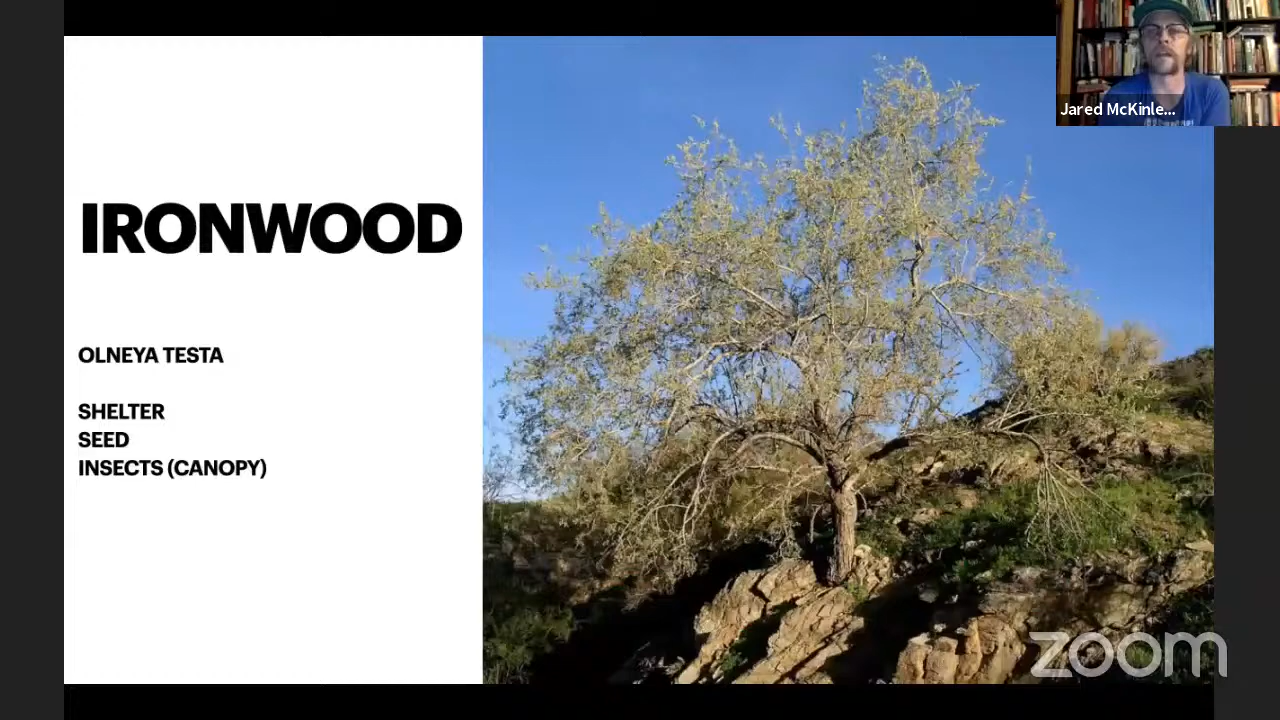 IRONWOOD
OLNEYA TESTA
SHELTER
SEED
INSECTS (CANOPY)
Jared McKinle...
zoom